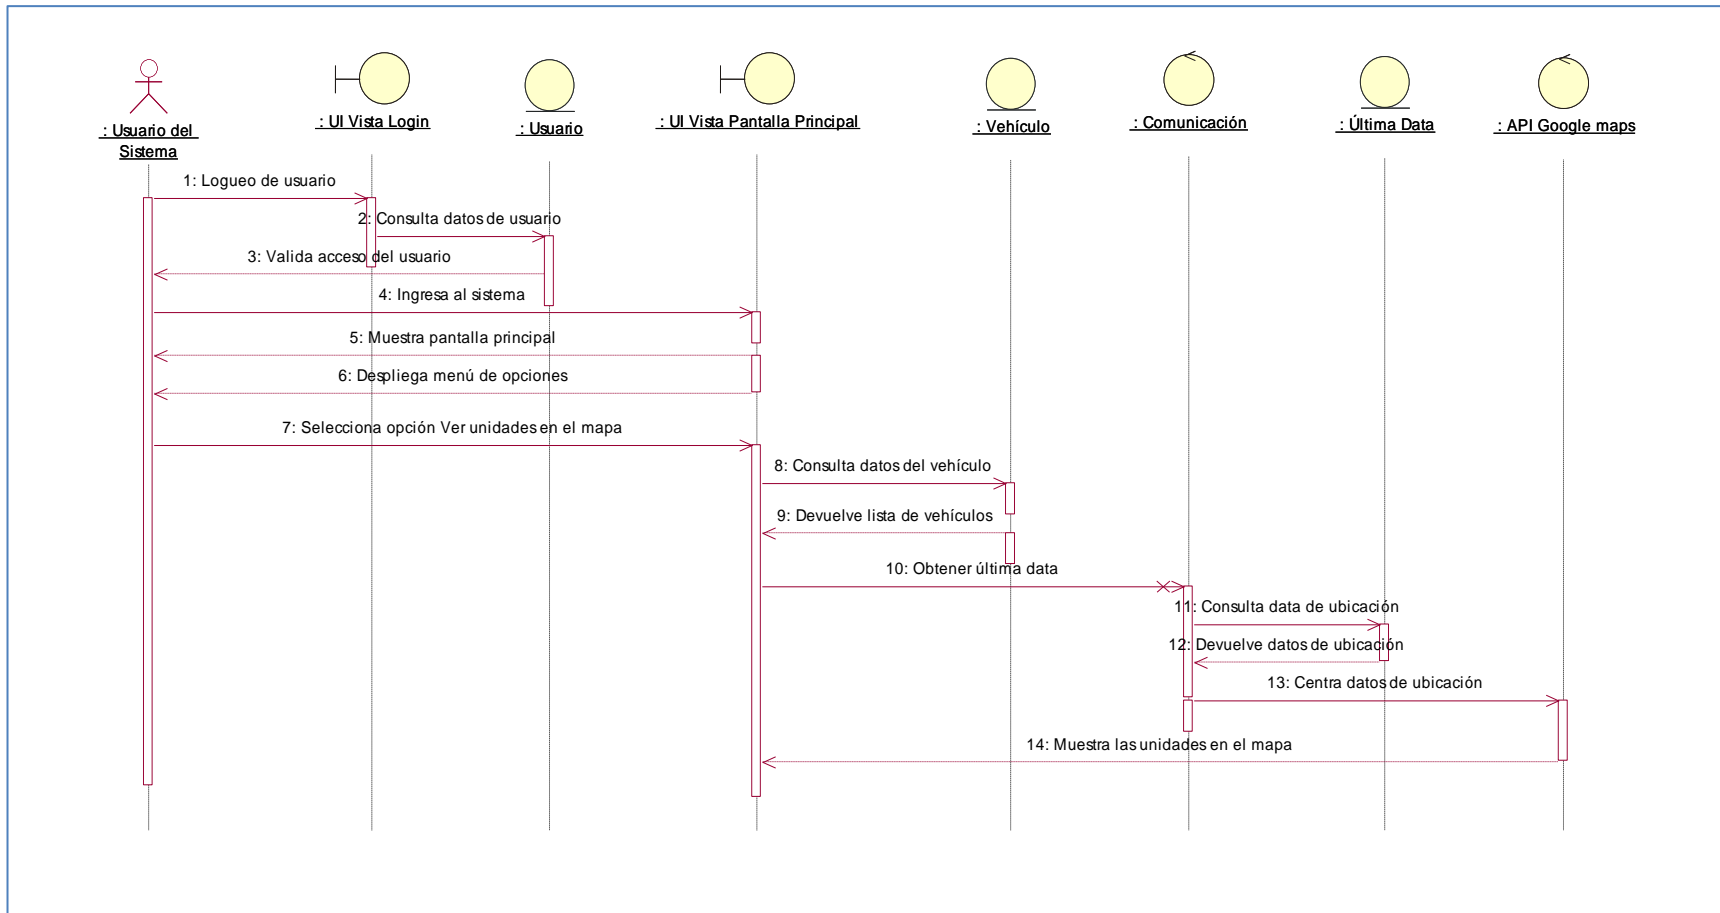 : Usuario del
Sistema
: UI Vista Login
: Usuario
: UI Vista Pantalla Principal
: Vehículo
: Comunicación
: Última Data
: API Google maps
1: Logueo de usuario
2: Consulta datos de usuario
3: Valida acceso del usuario
4: Ingresa al sistema
5: Muestra pantalla principal
6: Despliega menú de opciones
7: Selecciona opción Ver unidades en el mapa
8: Consulta datos del vehículo
9: Devuelve lista de vehículos
10: Obtener última data
11: Consulta data de ubicación
12: Devuelve datos de ubicación
13: Centra datos de ubicación
14: Muestra las unidades en el mapa